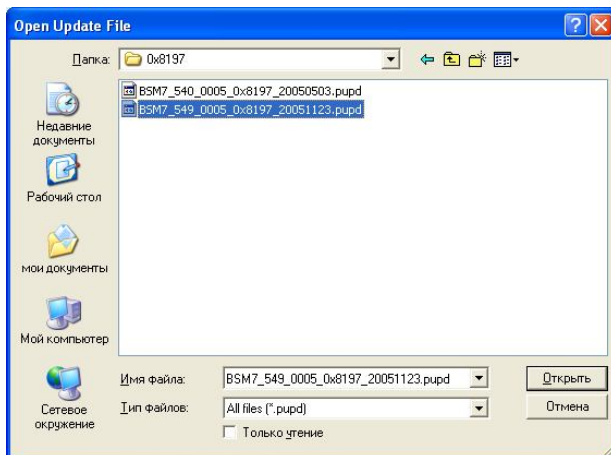 Open Update File
Папка: 0x8197
BSM7_540_0005_0x8197_20050503.pupd
BSM7_549_0005_0x8197_20051123.pupd
Недавние
документы
Рабочий стол
мои документы
Мой компьютер
Сетевое
окружение
Имя файла: BSM7_549_0005_0x8197_20051123.pupd Открыть
Тип файлов: All files (*.pupd) Отмена
Только чтение